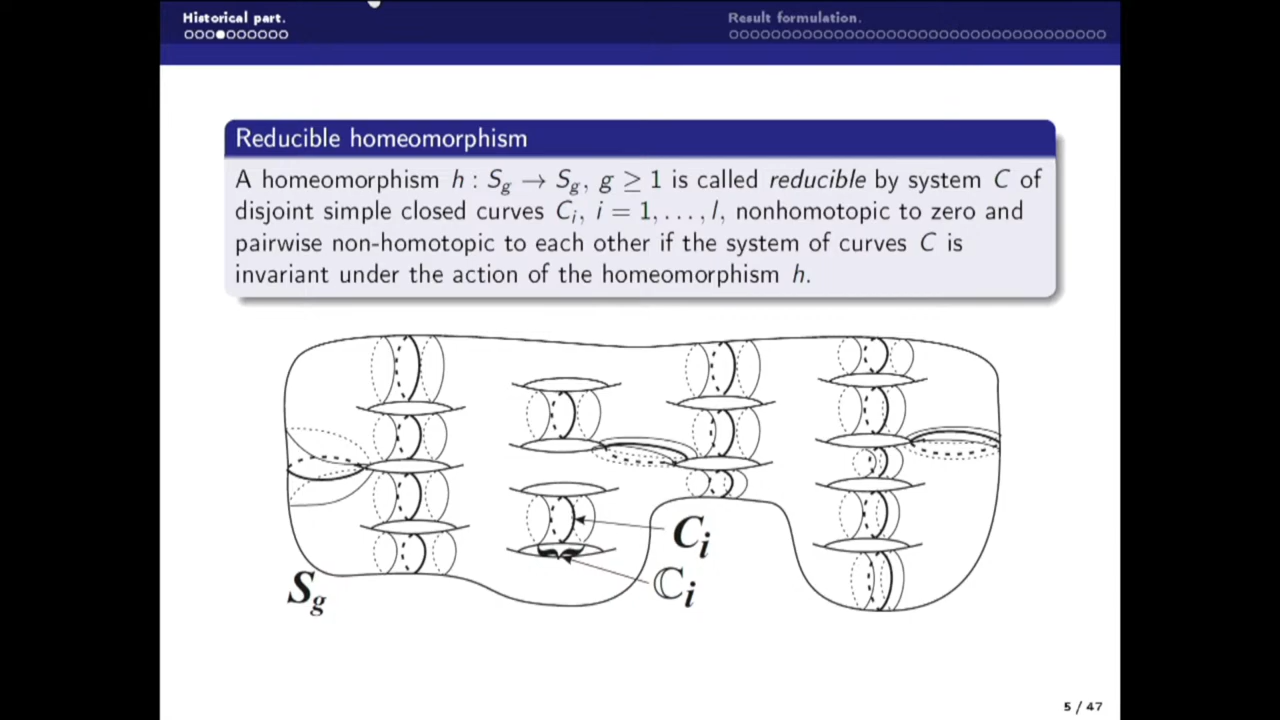 Historical part.
Result formulation.
Reducible homeomorphism
A homeomorphism h : S_g → S_g, g ≥ 1 is called reducible by system C of
disjoint simple closed curves C_i, i = 1, . . . , l, nonhomotopic to zero and
pairwise non-homotopic to each other if the system of curves C is
invariant under the action of the homeomorphism h.
C_i
ℂ_i
S_g
5 / 47